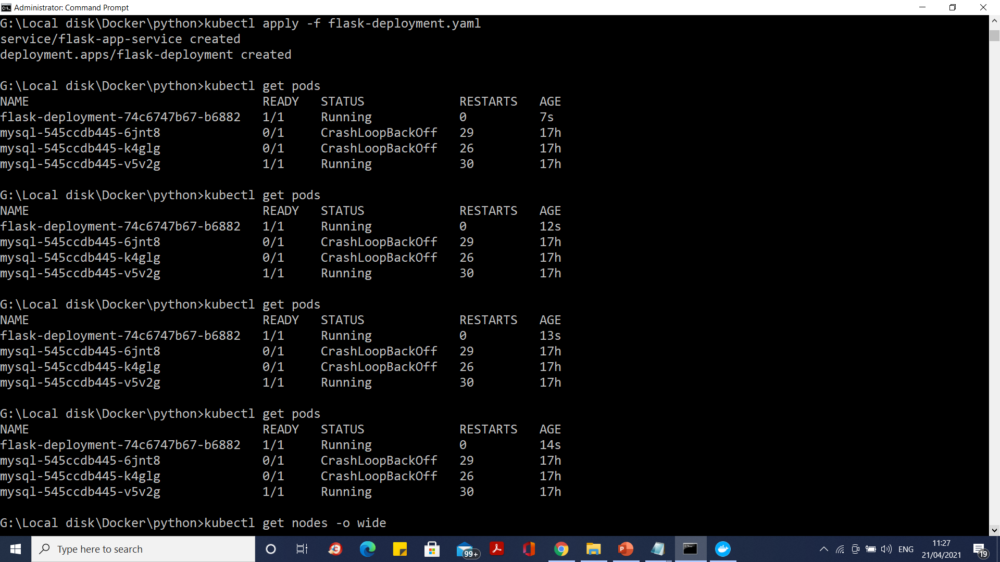 Administrator: Command Prompt
G:\Local disk\Docker\python>kubectl apply -f flask-deployment.yaml
service/flask-app-service created
deployment.apps/flask-deployment created
G:\Local disk\Docker\python>kubectl get pods
NAME READY STATUS RESTARTS AGE
flask-deployment-74c6747b67-b6882 1/1 Running 0 7s
mysql-545ccdb445-6jnt8 0/1 CrashLoopBackOff 29 17h
mysql-545ccdb445-k4glg 0/1 CrashLoopBackOff 26 17h
mysql-545ccdb445-v5v2g 1/1 Running 30 17h
G:\Local disk\Docker\python>kubectl get pods
NAME READY STATUS RESTARTS AGE
flask-deployment-74c6747b67-b6882 1/1 Running 0 12s
mysql-545ccdb445-6jnt8 0/1 CrashLoopBackOff 29 17h
mysql-545ccdb445-k4glg 0/1 CrashLoopBackOff 26 17h
mysql-545ccdb445-v5v2g 1/1 Running 30 17h
G:\Local disk\Docker\python>kubectl get pods
NAME READY STATUS RESTARTS AGE
flask-deployment-74c6747b67-b6882 1/1 Running 0 13s
mysql-545ccdb445-6jnt8 0/1 CrashLoopBackOff 29 17h
mysql-545ccdb445-k4glg 0/1 CrashLoopBackOff 26 17h
mysql-545ccdb445-v5v2g 1/1 Running 30 17h
G:\Local disk\Docker\python>kubectl get pods
NAME READY STATUS RESTARTS AGE
flask-deployment-74c6747b67-b6882 1/1 Running 0 14s
mysql-545ccdb445-6jnt8 0/1 CrashLoopBackOff 29 17h
mysql-545ccdb445-k4glg 0/1 CrashLoopBackOff 26 17h
mysql-545ccdb445-v5v2g 1/1 Running 30 17h
G:\Local disk\Docker\python>kubectl get nodes -o wide
Type here to search
99+
ENG
11:27
21/04/2021
19